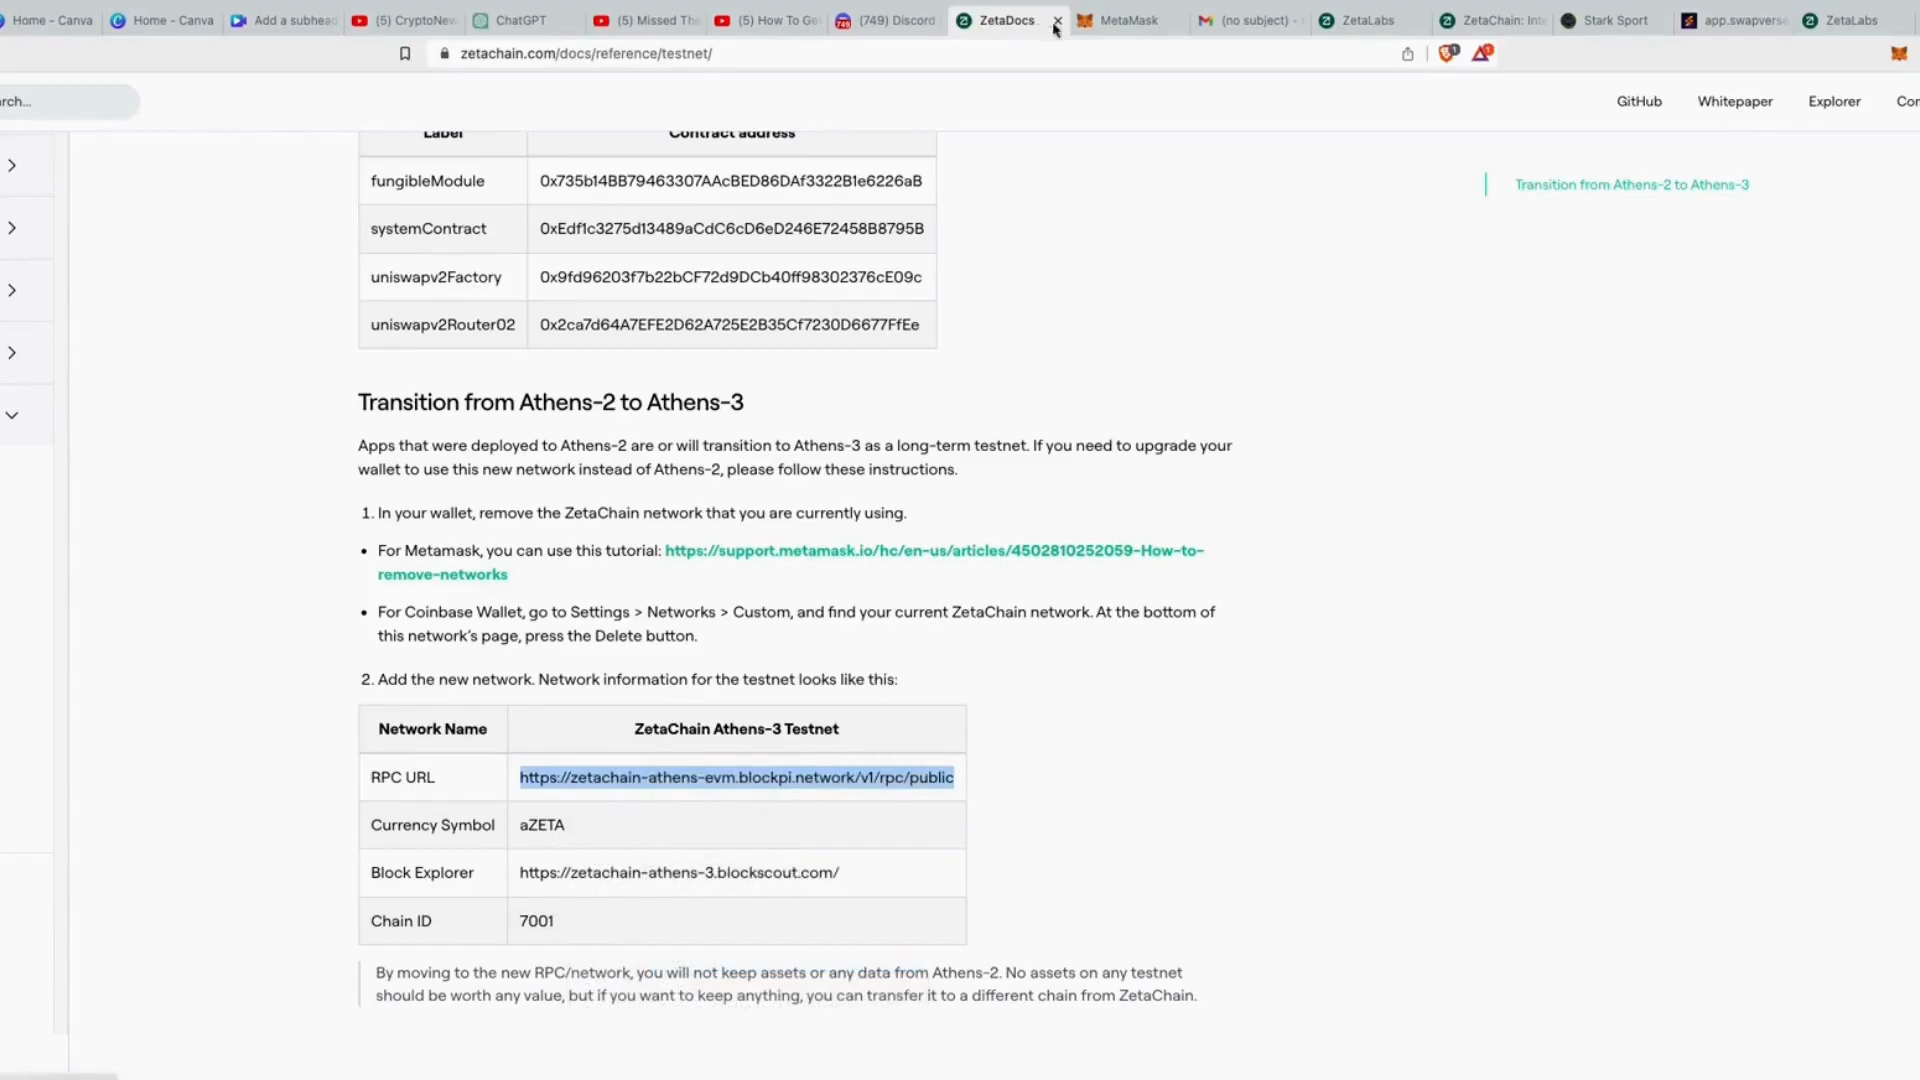 Home - Canva
Home - Canva
Add a subhead
(5) CryptoNew
ChatGPT
(5) Missed The
(5) How To Ge
(749) Discord
ZetaDocs
MetaMask
(no subject) -
ZetaLabs
ZetaChain: Int
Stark Sport
app.swapverse
ZetaLabs
zetachain.com/docs/reference/testnet/
rch...
GitHub
Whitepaper
Explorer
Label Contract address
fungibleModule 0x735b14BB79463307AAcBED86DAf3322B1e6226aB
systemContract 0xEdf1c3275d13489aCdC6cD6eD246E72458B8795B
uniswapv2Factory 0x9fd96203f7b22bCF72d9DCb40ff98302376cE09c
uniswapv2Router02 0x2ca7d64A7EFE2D62A725E2B35Cf7230D6677FfEe
Transition from Athens-2 to Athens-3
Transition from Athens-2 to Athens-3
Apps that were deployed to Athens-2 are or will transition to Athens-3 as a long-term testnet. If you need to upgrade your
wallet to use this new network instead of Athens-2, please follow these instructions.
1. In your wallet, remove the ZetaChain network that you are currently using.
• For Metamask, you can use this tutorial: https://support.metamask.io/hc/en-us/articles/4502810252059-How-to-
remove-networks
• For Coinbase Wallet, go to Settings > Networks > Custom, and find your current ZetaChain network. At the bottom of
this network's page, press the Delete button.
2. Add the new network. Network information for the testnet looks like this:
Network Name ZetaChain Athens-3 Testnet
RPC URL https://zetachain-athens-evm.blockpi.network/v1/rpc/public
Currency Symbol aZETA
Block Explorer https://zetachain-athens-3.blockscout.com/
Chain ID 7001
By moving to the new RPC/network, you will not keep assets or any data from Athens-2. No assets on any testnet
should be worth any value, but if you want to keep anything, you can transfer it to a different chain from ZetaChain.